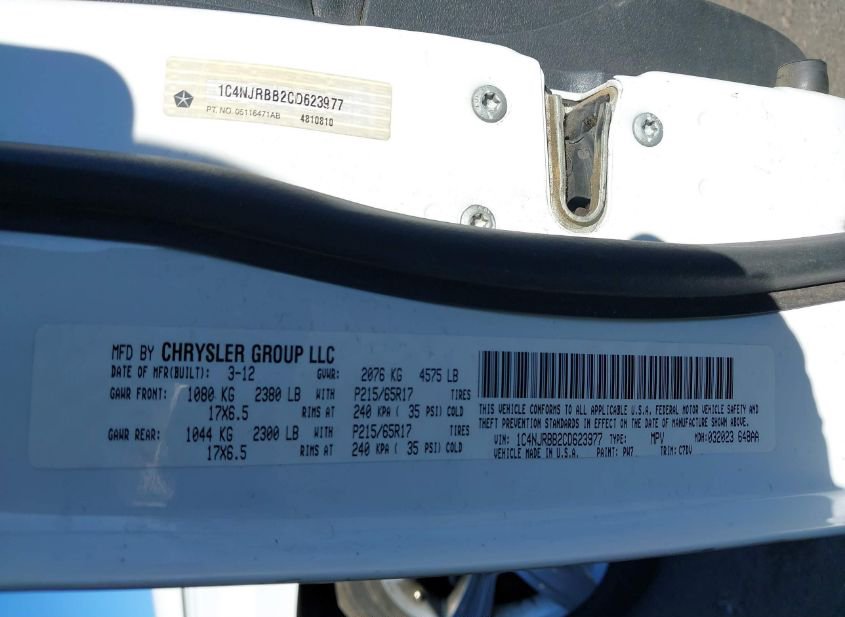 1C4NJRBB2CD623977
PT. NO. 05116471AB 4810810
MFD BY CHRYSLER GROUP LLC
DATE OF MFR(BUILT): 3-12 GVWR: 2076 KG 4575 LB
GAWR FRONT: 1080 KG 2380 LB WITH P215/65R17 TIRES
17X6.5 RIMS AT 240 KPA ( 35 PSI) COLD
GAWR REAR: 1044 KG 2300 LB WITH P215/65R17 TIRES
17X6.5 RIMS AT 240 KPA ( 35 PSI) COLD
THIS VEHICLE CONFORMS TO ALL APPLICABLE U.S.A. FEDERAL MOTOR VEHICLE SAFETY AND
THEFT PREVENTION STANDARDS IN EFFECT ON THE DATE OF MANUFACTURE SHOWN ABOVE.
VIN: 1C4NJRBB2CD623977 TYPE: MPV MDH: 032023 648AA
VEHICLE MADE IN U.S.A. PAINT: PW7 TRIM: C7DV